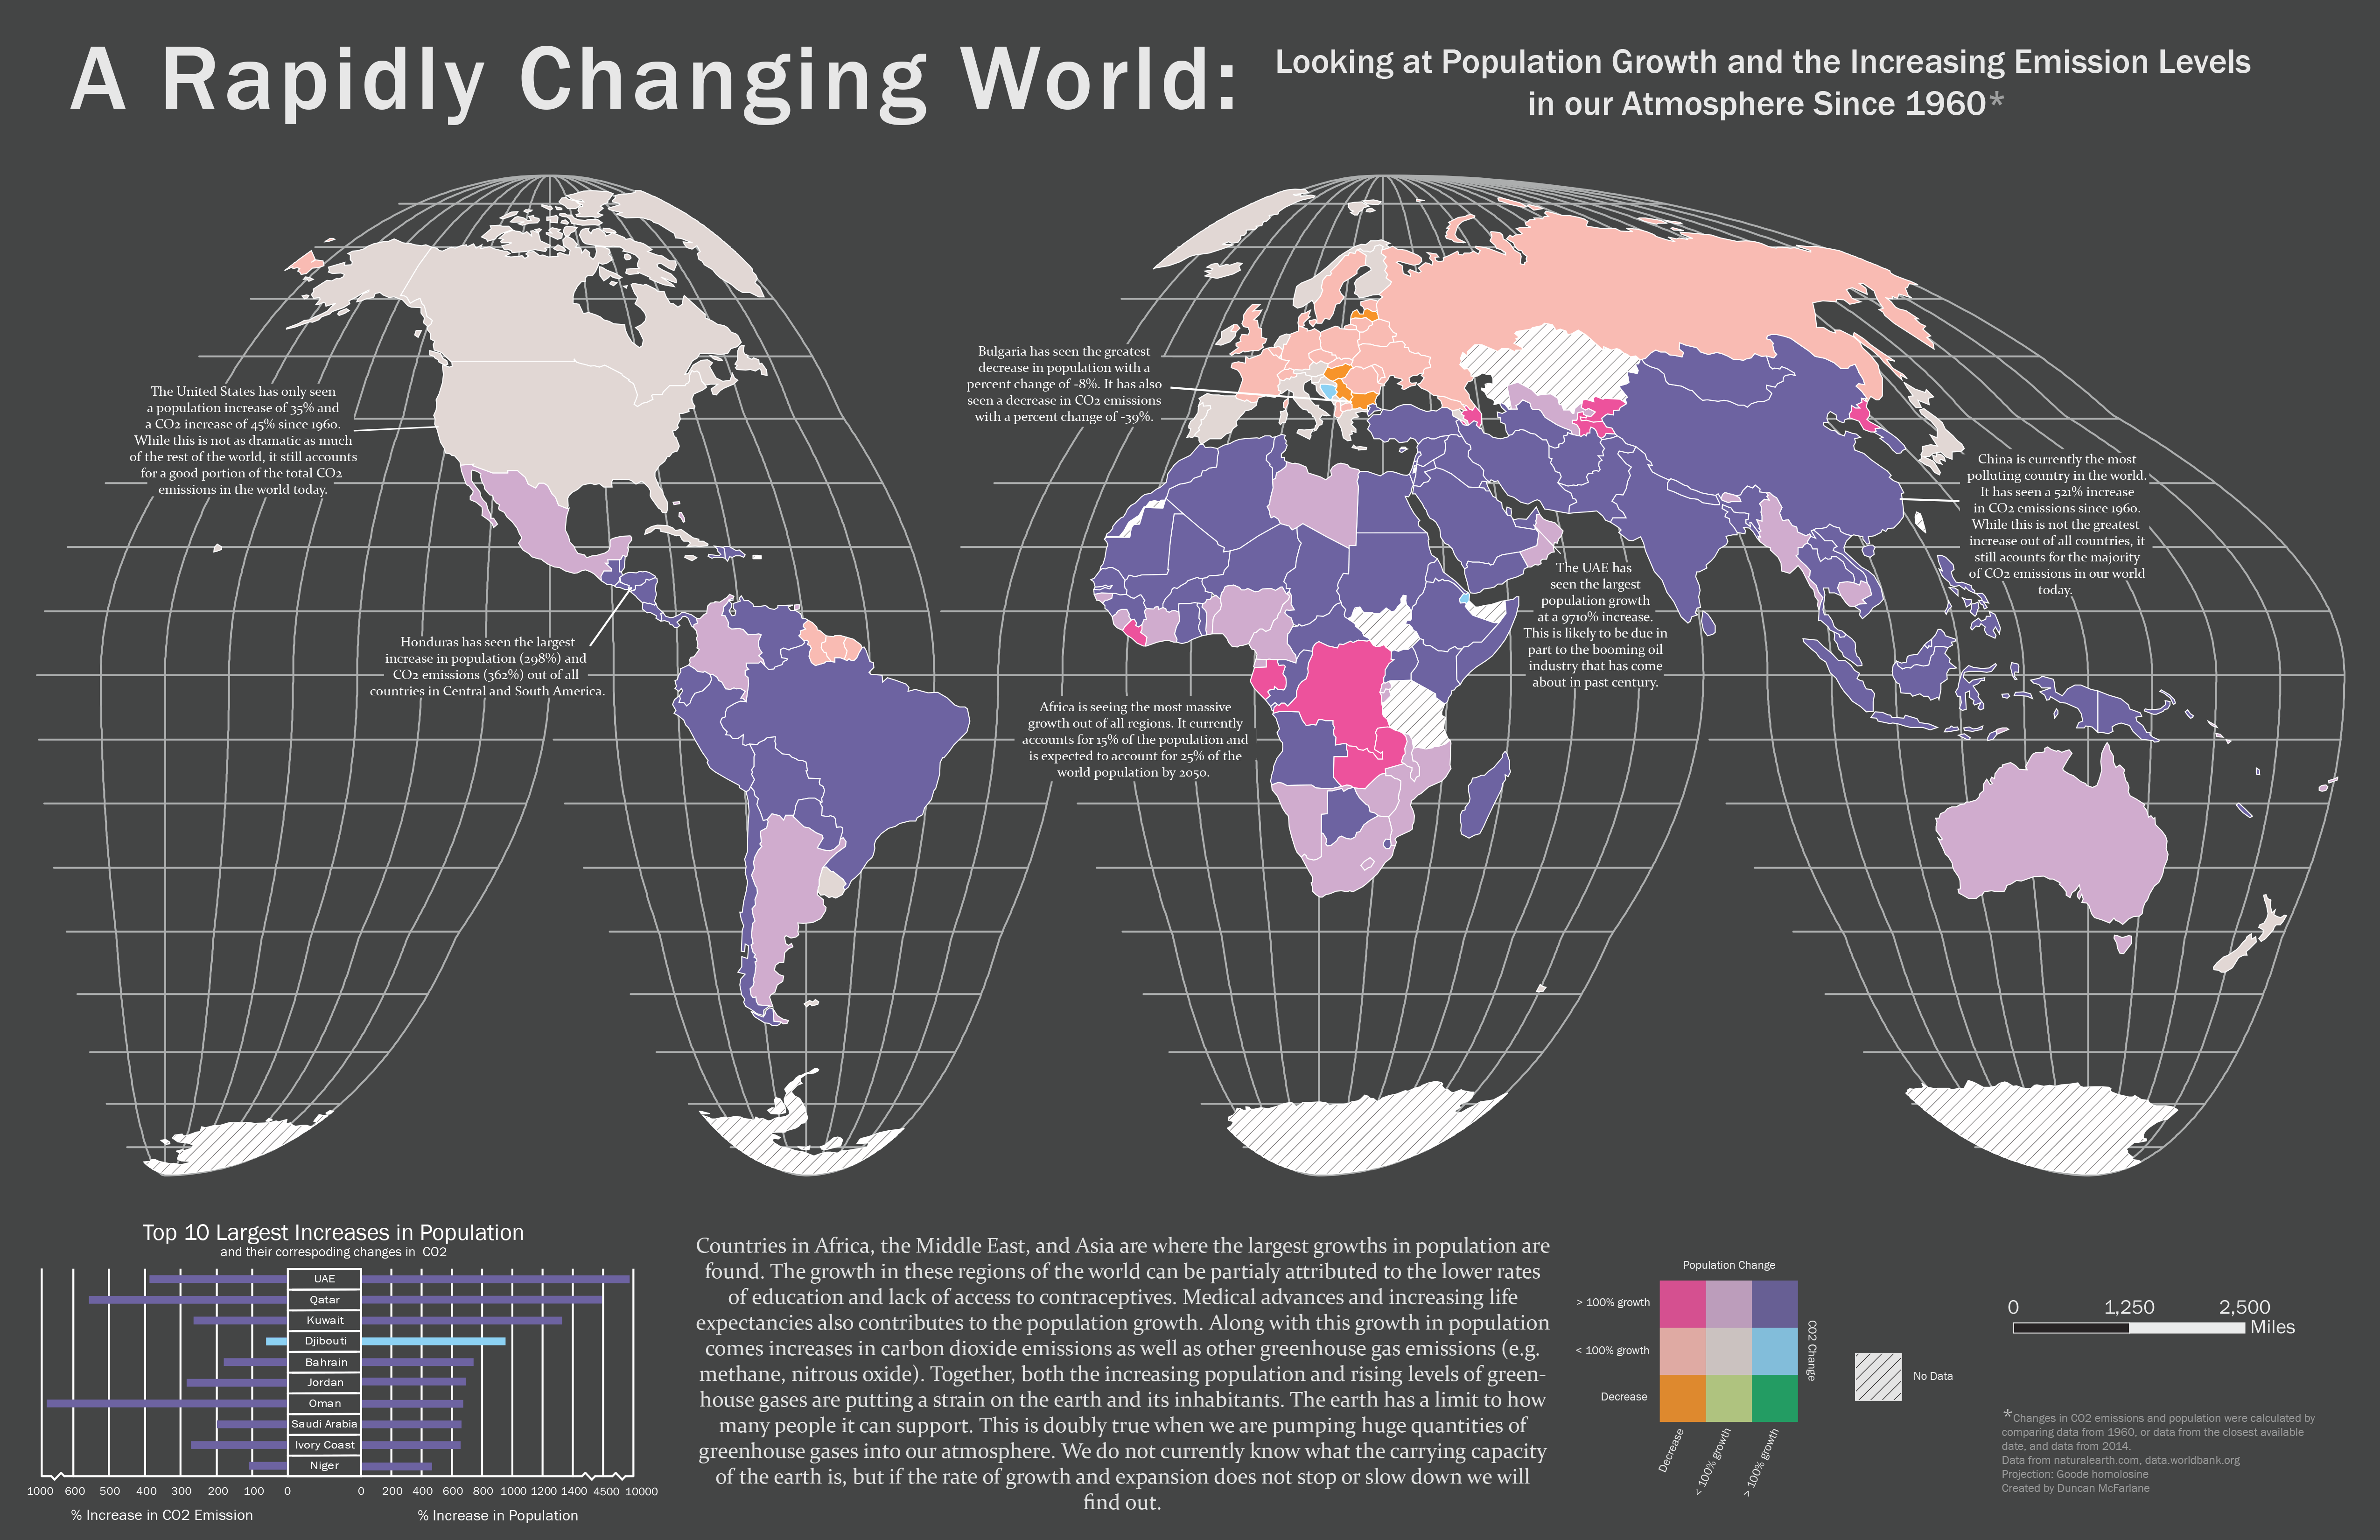 A Rapidly Changing World:
Looking at Population Growth and the Increasing Emission Levels
in our Atmosphere Since 1960*
The United States has only seen
a population increase of 35% and
a CO2 increase of 45% since 1960.
While this is not as dramatic as much
of the rest of the world, it still accounts
for a good portion of the total CO2
emissions in the world today.
Honduras has seen the largest
increase in population (298%) and
CO2 emissions (362%) out of all
countries in Central and South America.
Bulgaria has seen the greatest
decrease in population with a
percent change of -8%. It has also
seen a decrease in CO2 emissions
with a percent change of -39%.
Africa is seeing the most massive
growth out of all regions. It currently
accounts for 15% of the population and
is expected to account for 25% of the
world population by 2050.
The UAE has
seen the largest
population growth
at a 9710% increase.
This is likely to be due in
part to the booming oil
industry that has come
about in past century.
China is currently the most
polluting country in the world.
It has seen a 521% increase
in CO2 emissions since 1960.
While this is not the greatest
increase out of all countries, it
still acounts for the majority
of CO2 emissions in our world
today.
Top 10 Largest Increases in Population
and their correspoding changes in CO2
UAE
Qatar
Kuwait
Djibouti
Bahrain
Jordan
Oman
Saudi Arabia
Ivory Coast
Niger
1000 600 500 400 300 200 100 0
0 200 400 600 800 1000 1200 1400 4500 10000
% Increase in CO2 Emission
% Increase in Population
Countries in Africa, the Middle East, and Asia are where the largest growths in population are
found. The growth in these regions of the world can be partialy attributed to the lower rates
of education and lack of access to contraceptives. Medical advances and increasing life
expectancies also contributes to the population growth. Along with this growth in population
comes increases in carbon dioxide emissions as well as other greenhouse gas emissions (e.g.
methane, nitrous oxide). Together, both the increasing population and rising levels of green-
house gases are putting a strain on the earth and its inhabitants. The earth has a limit to how
many people it can support. This is doubly true when we are pumping huge quantities of
greenhouse gases into our atmosphere. We do not currently know what the carrying capacity
of the earth is, but if the rate of growth and expansion does not stop or slow down we will
find out.
Population Change
> 100% growth
< 100% growth
Decrease
CO2 Change
Decrease
< 100% growth
> 100% growth
No Data
0 1,250 2,500
Miles
*Changes in CO2 emissions and population were calculated by
comparing data from 1960, or data from the closest available
date, and data from 2014.
Data from naturalearth.com, data.worldbank.org
Projection: Goode homolosine
Created by Duncan McFarlane